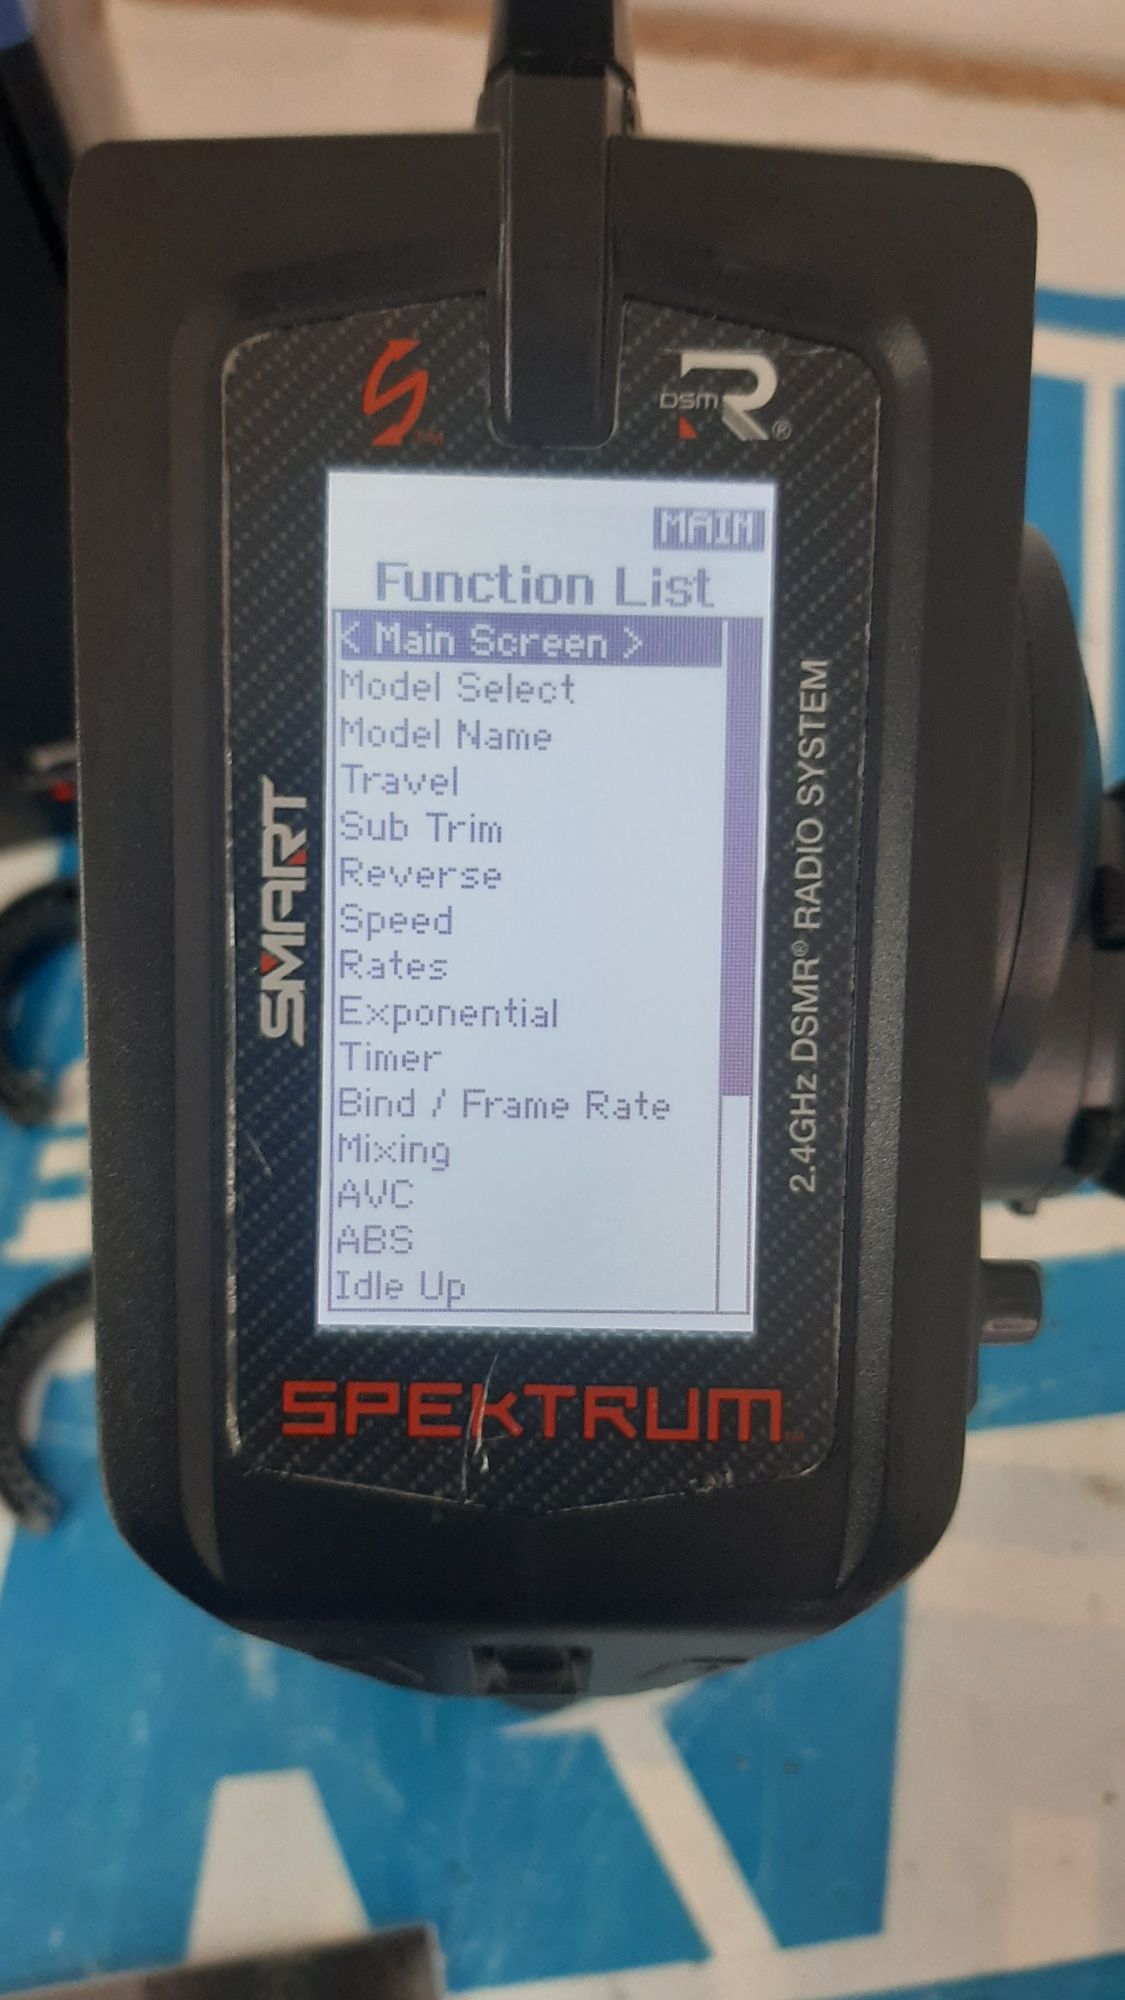 DSM R®
MAIN
Function List
< Main Screen >
Model Select
Model Name
Travel
Sub Trim
Reverse
Speed
Rates
Exponential
Timer
Bind / Frame Rate
Mixing
AVC
ABS
Idle Up
SMART
2.4GHz DSMR® RADIO SYSTEM
SPEKTRUM